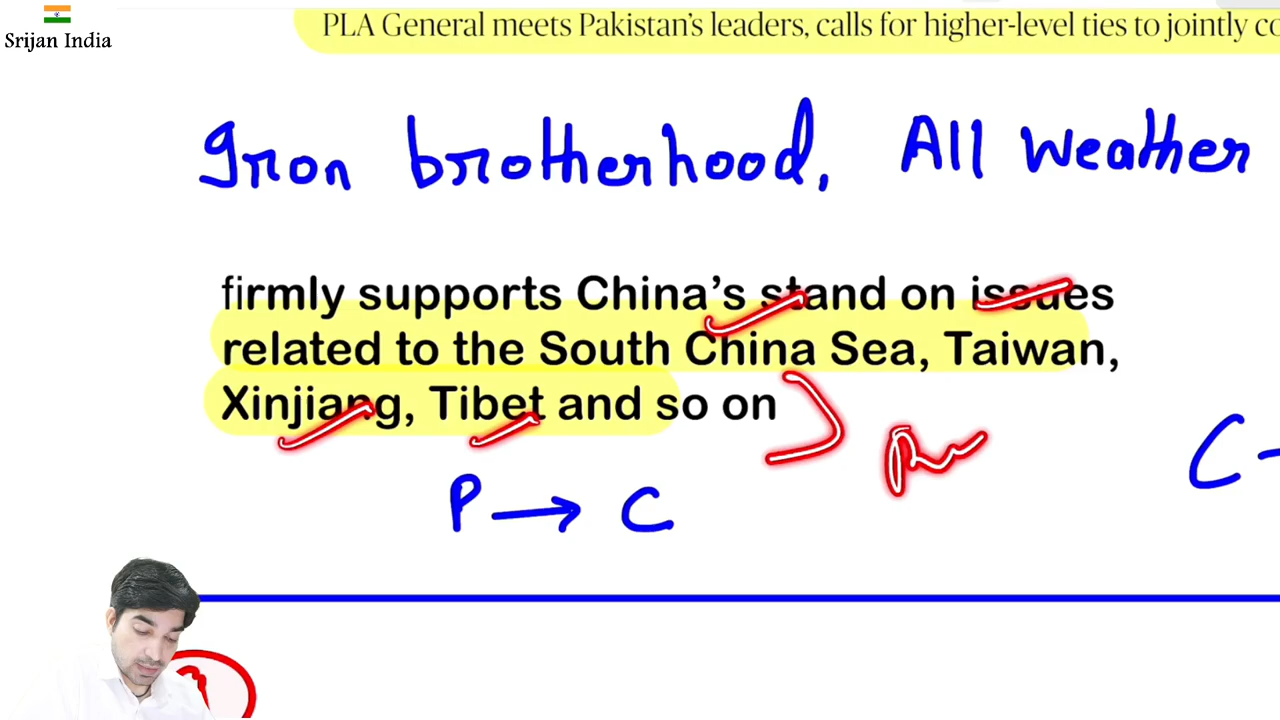 Srijan India
PLA General meets Pakistan's leaders, calls for higher-level ties to jointly co
Iron brotherhood, All weather
firmly supports China's stand on issues
related to the South China Sea, Taiwan,
Xinjiang, Tibet and so on
P → C
C